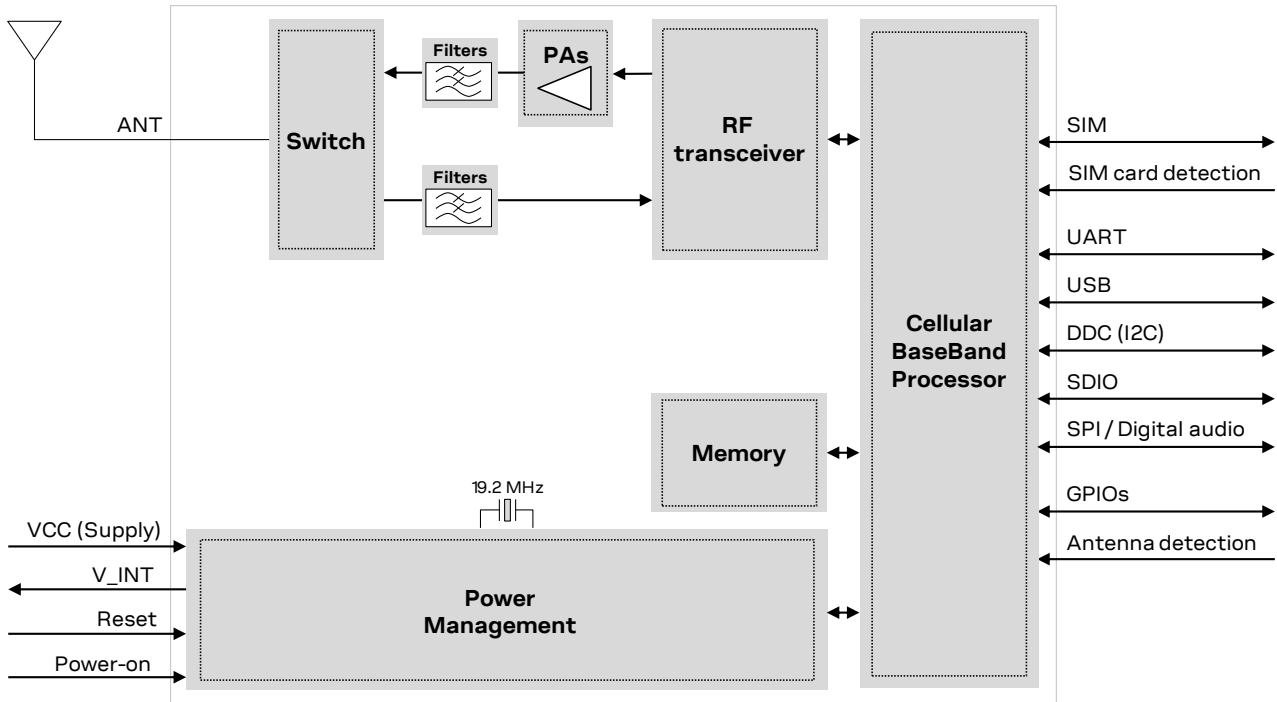 Filters
PAs
ANT
Switch
RF
transceiver
Filters
SIM
SIM card detection
UART
USB
DDC (I2C)
SDIO
SPI / Digital audio
GPIOs
Antenna detection
Cellular
BaseBand
Processor
Memory
19.2 MHz
VCC (Supply)
V_INT
Reset
Power-on
Power
Management